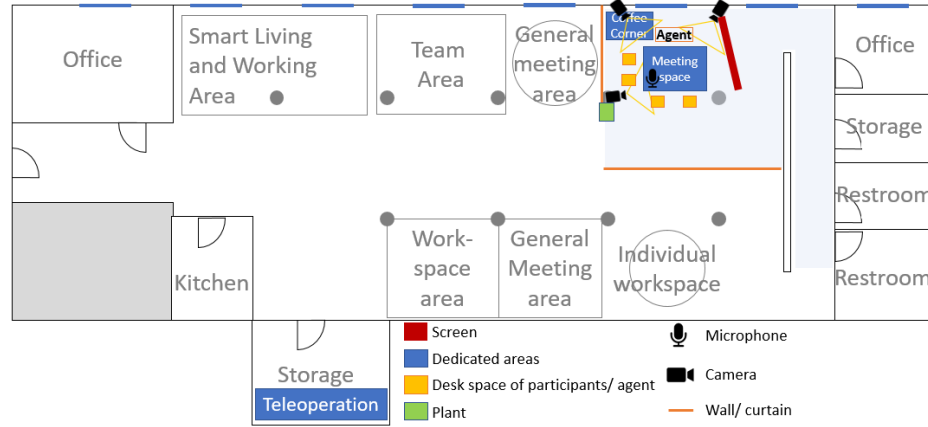 Office
Smart Living
and Working
Area
Team
Area
General
meeting
area
Coffee
Corner
Agent
Meeting
space
Office
Storage
Restroom
Restroom
Kitchen
Work-
space
area
General
Meeting
area
Individual
workspace
Storage
Teleoperation
Screen
Dedicated areas
Desk space of participants/ agent
Plant
Microphone
Camera
Wall/ curtain